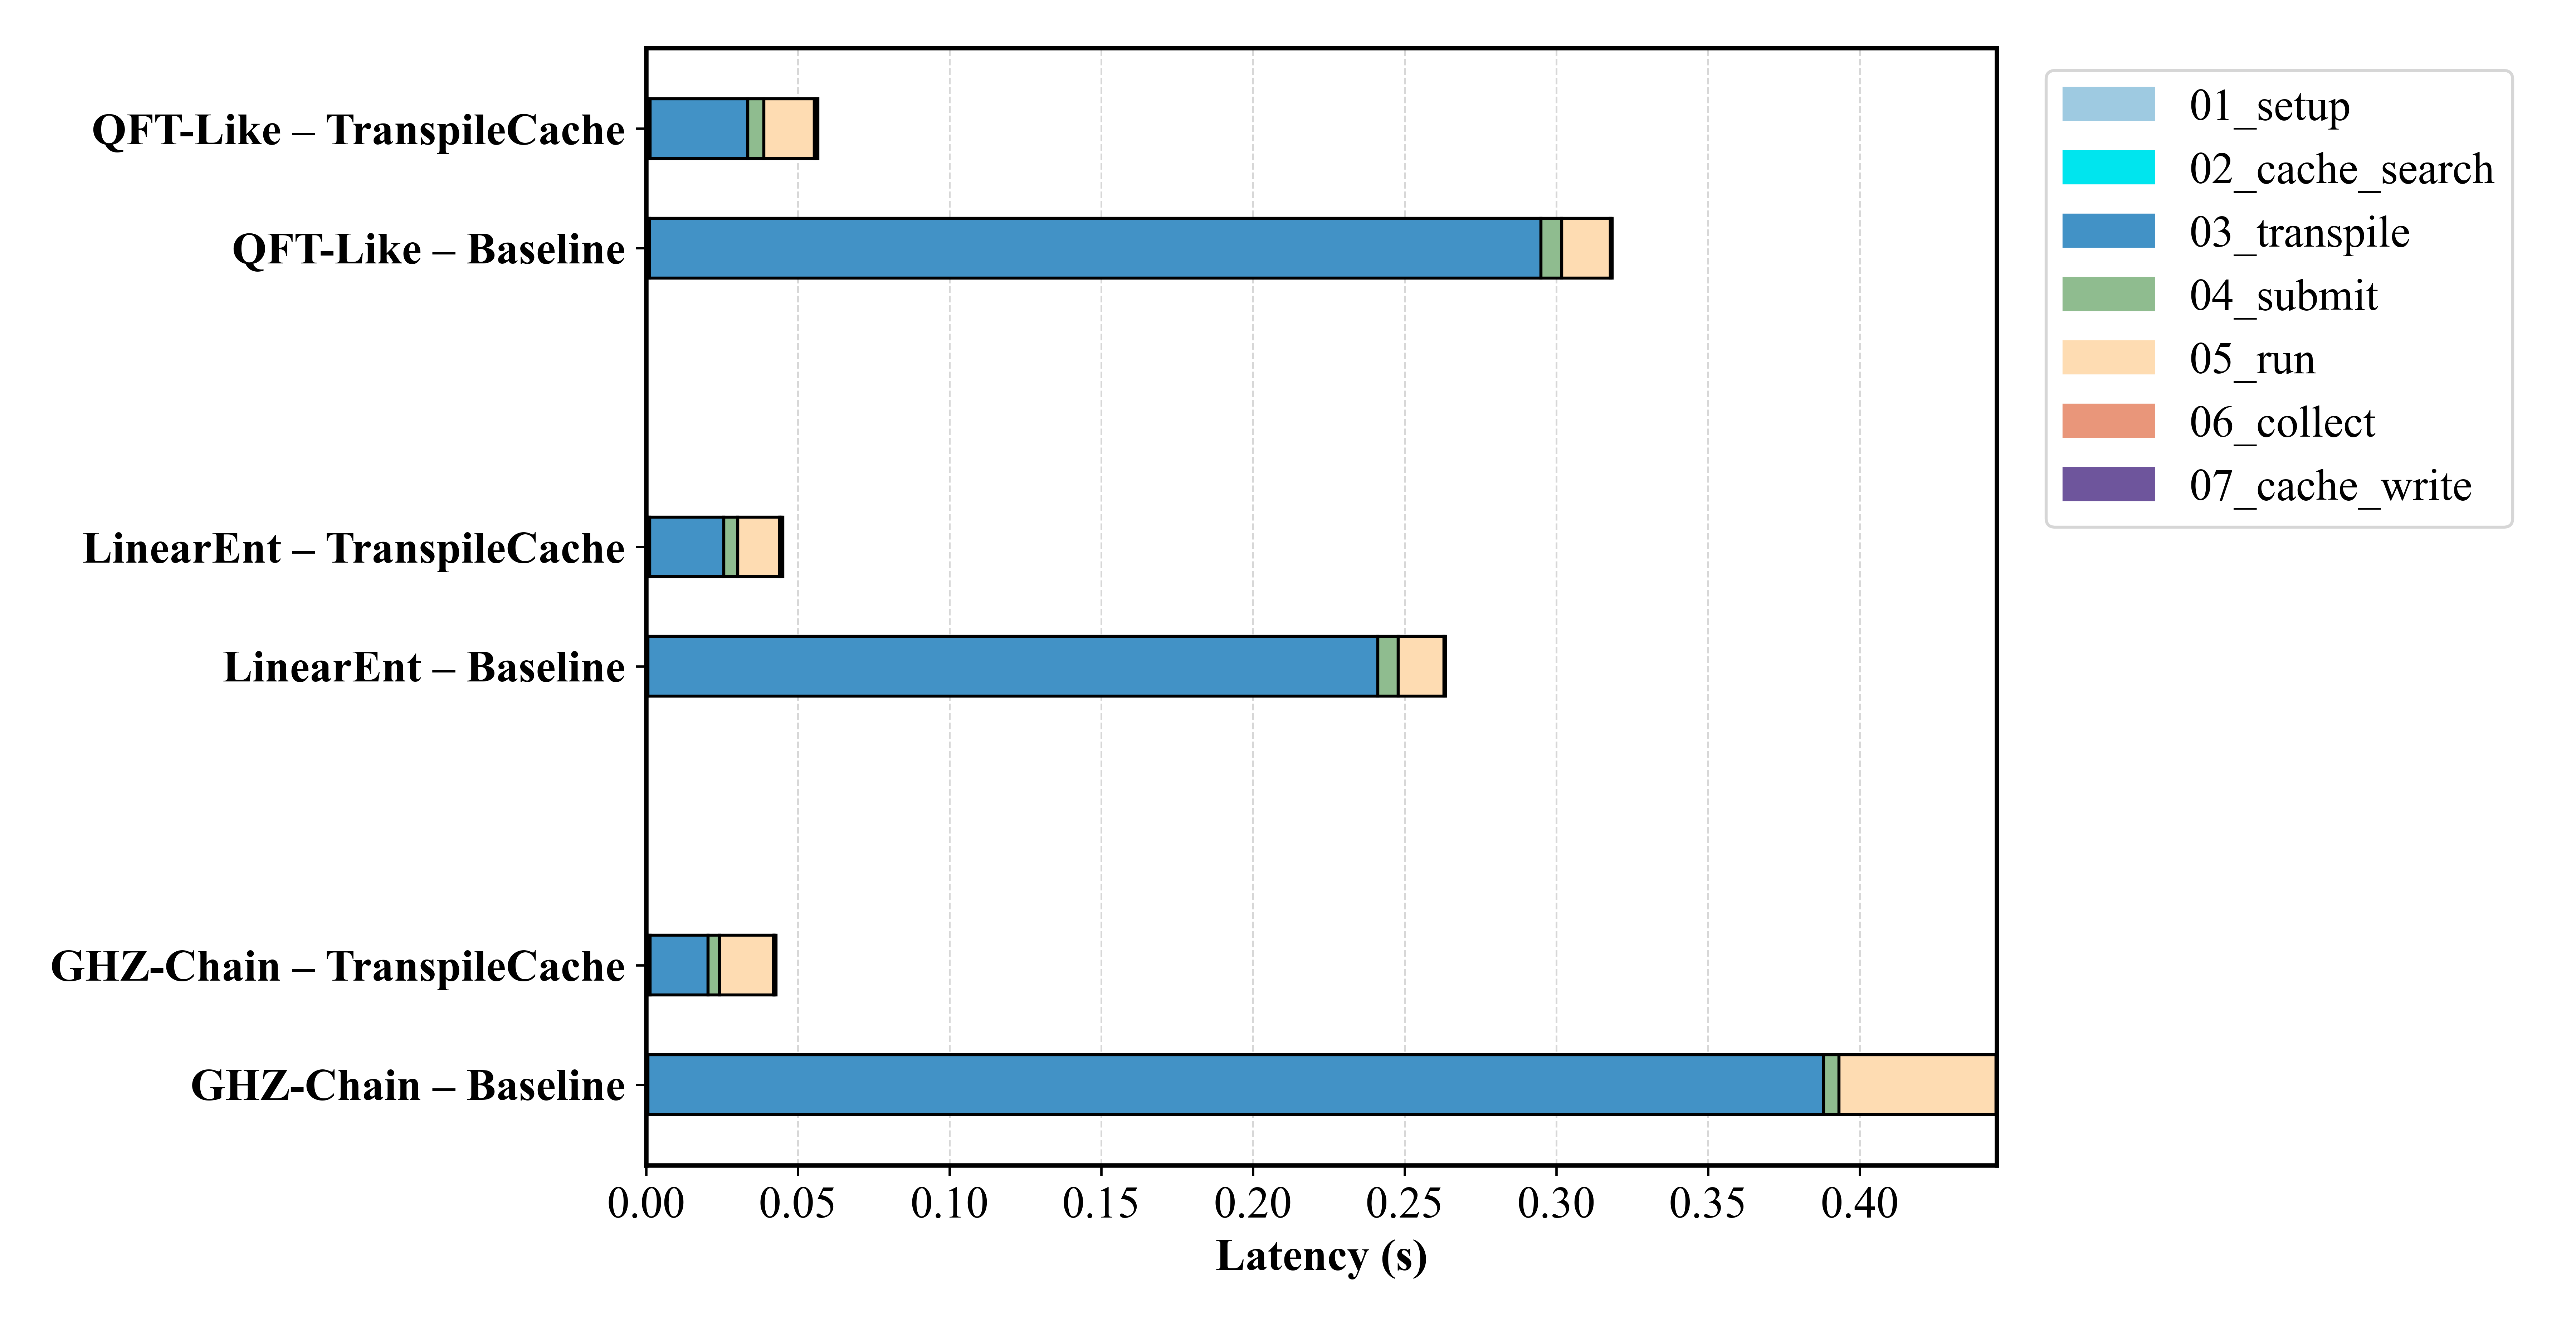 QFT-Like – TranspileCache
QFT-Like – Baseline
LinearEnt – TranspileCache
LinearEnt – Baseline
GHZ-Chain – TranspileCache
GHZ-Chain – Baseline
0.00 0.05 0.10 0.15 0.20 0.25 0.30 0.35 0.40
Latency (s)
01_setup
02_cache_search
03_transpile
04_submit
05_run
06_collect
07_cache_write